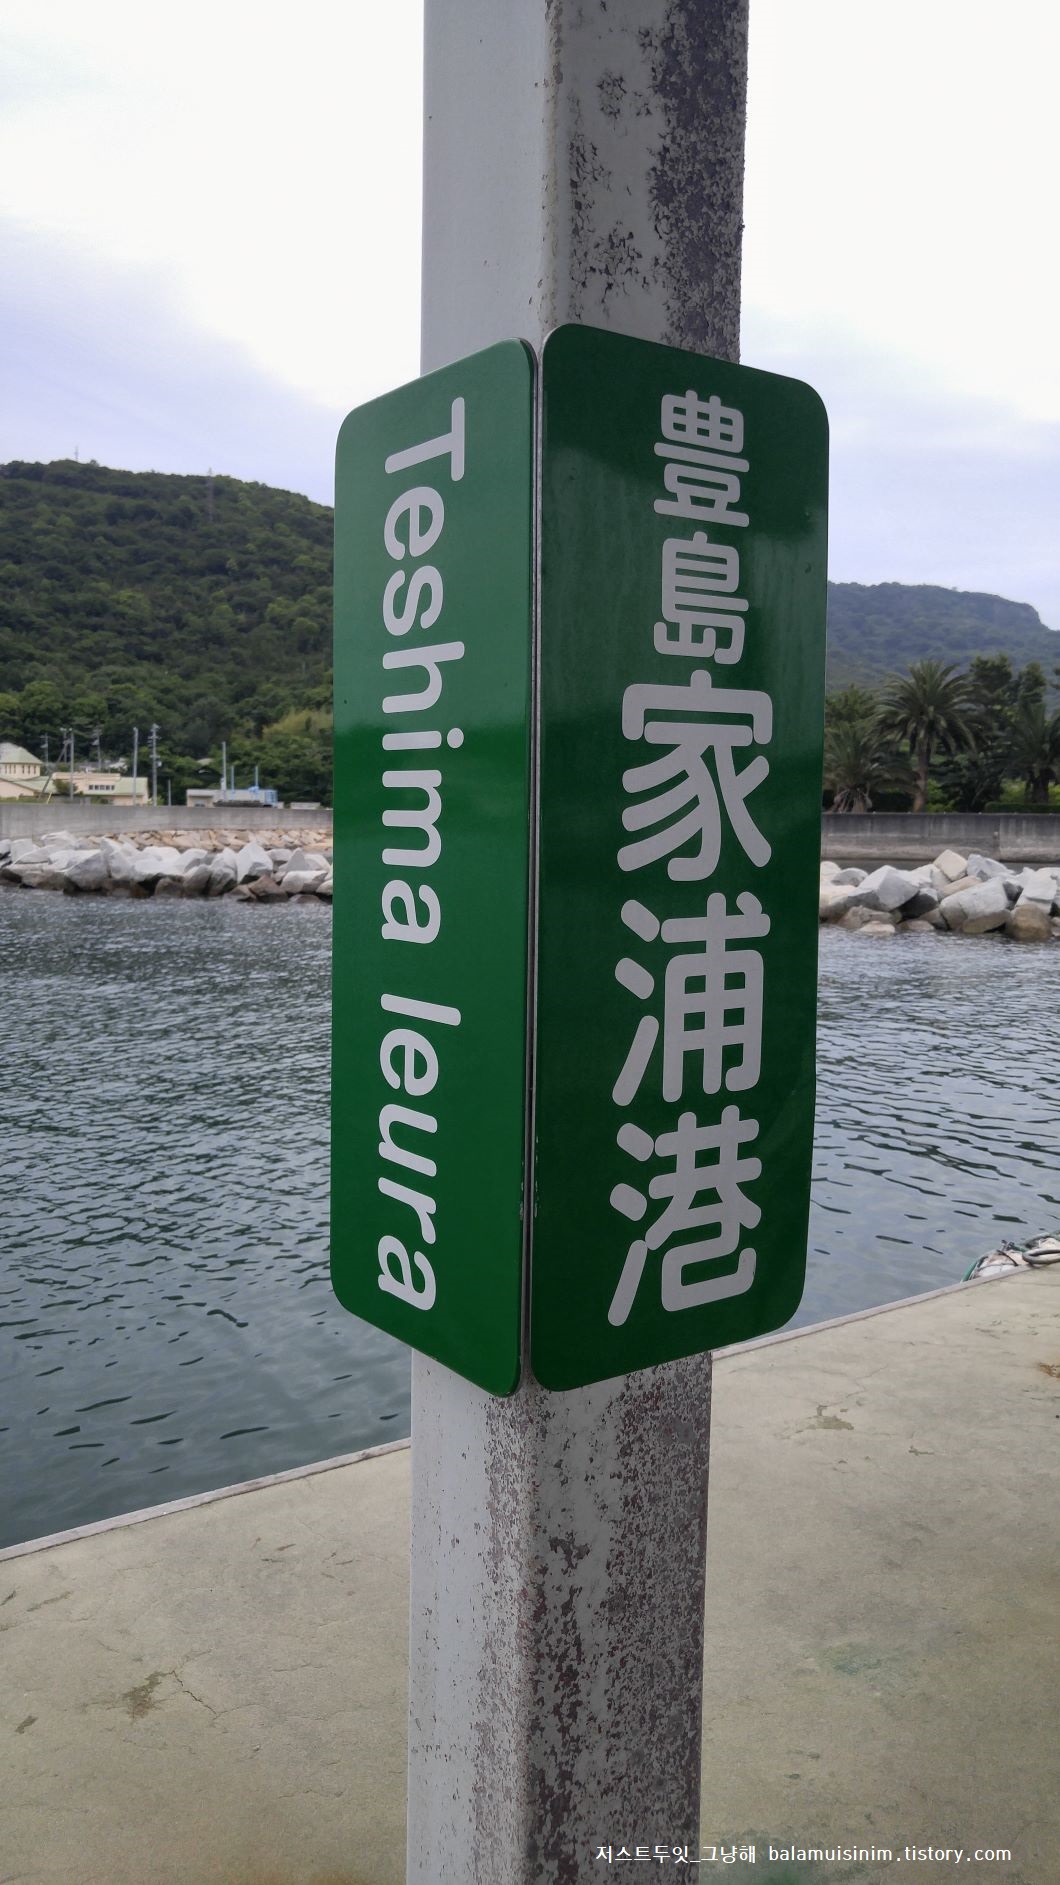 Teshima Ieura
豊島家浦港
저스트두잇_그냥해 balamuisinim.tistory.com